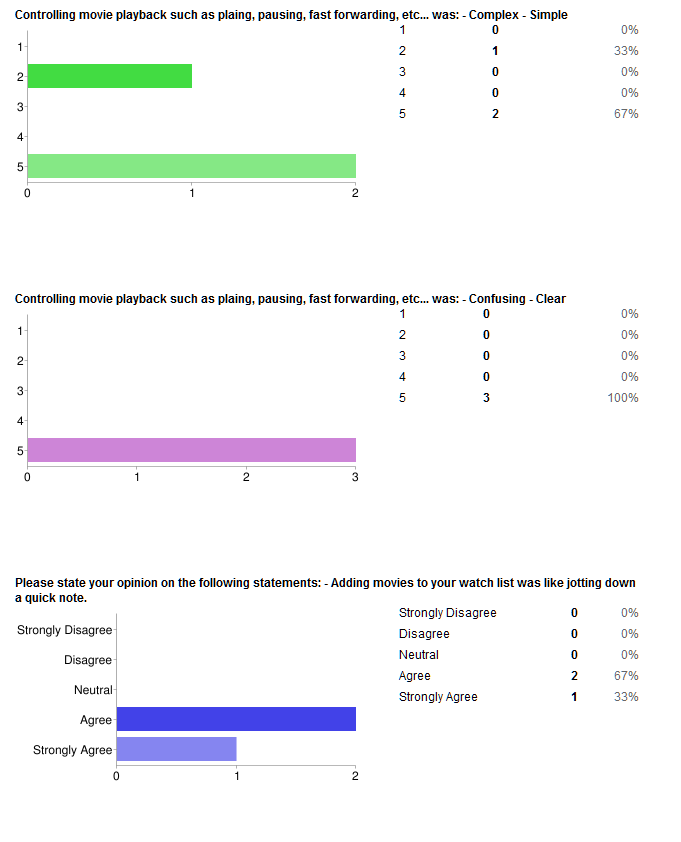 Controlling movie playback such as plaing, pausing, fast forwarding, etc... was: - Complex - Simple
1 0 0%
2 1 33%
3 0 0%
4 0 0%
5 2 67%
1
2
3
4
5
0 1 2
Controlling movie playback such as plaing, pausing, fast forwarding, etc... was: - Confusing - Clear
1 0 0%
2 0 0%
3 0 0%
4 0 0%
5 3 100%
1
2
3
4
5
0 1 2 3
Please state your opinion on the following statements: - Adding movies to your watch list was like jotting down
a quick note.
Strongly Disagree 0 0%
Disagree 0 0%
Neutral 0 0%
Agree 2 67%
Strongly Agree 1 33%
Strongly Disagree
Disagree
Neutral
Agree
Strongly Agree
0 1 2